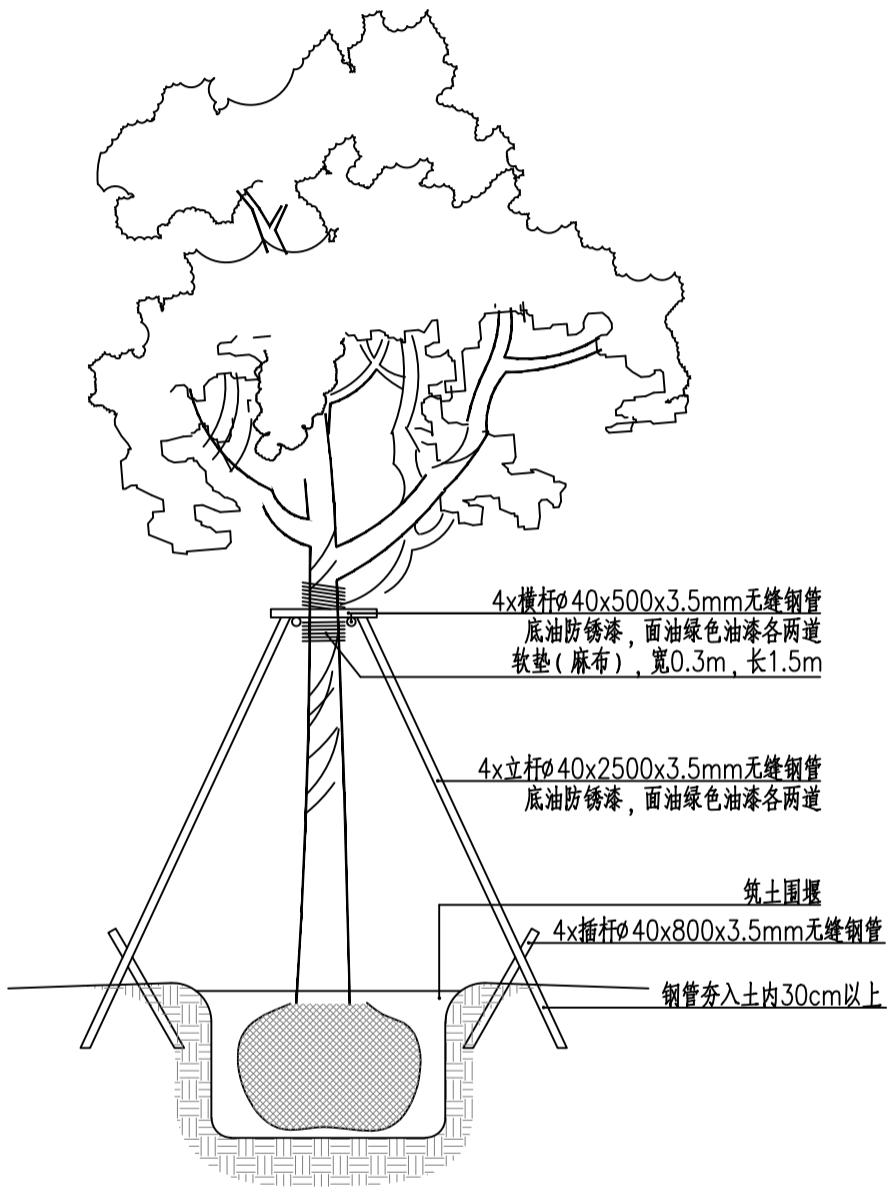 4x横杆ø40x500x3.5mm无缝钢管
底油防锈漆，面油绿色油漆各两道
软垫(麻布)，宽0.3m，长1.5m
4x立杆ø40x2500x3.5mm无缝钢管
底油防锈漆，面油绿色油漆各两道
筑土围堰
4x插杆ø40x800x3.5mm无缝钢管
钢管夯入土内30cm以上